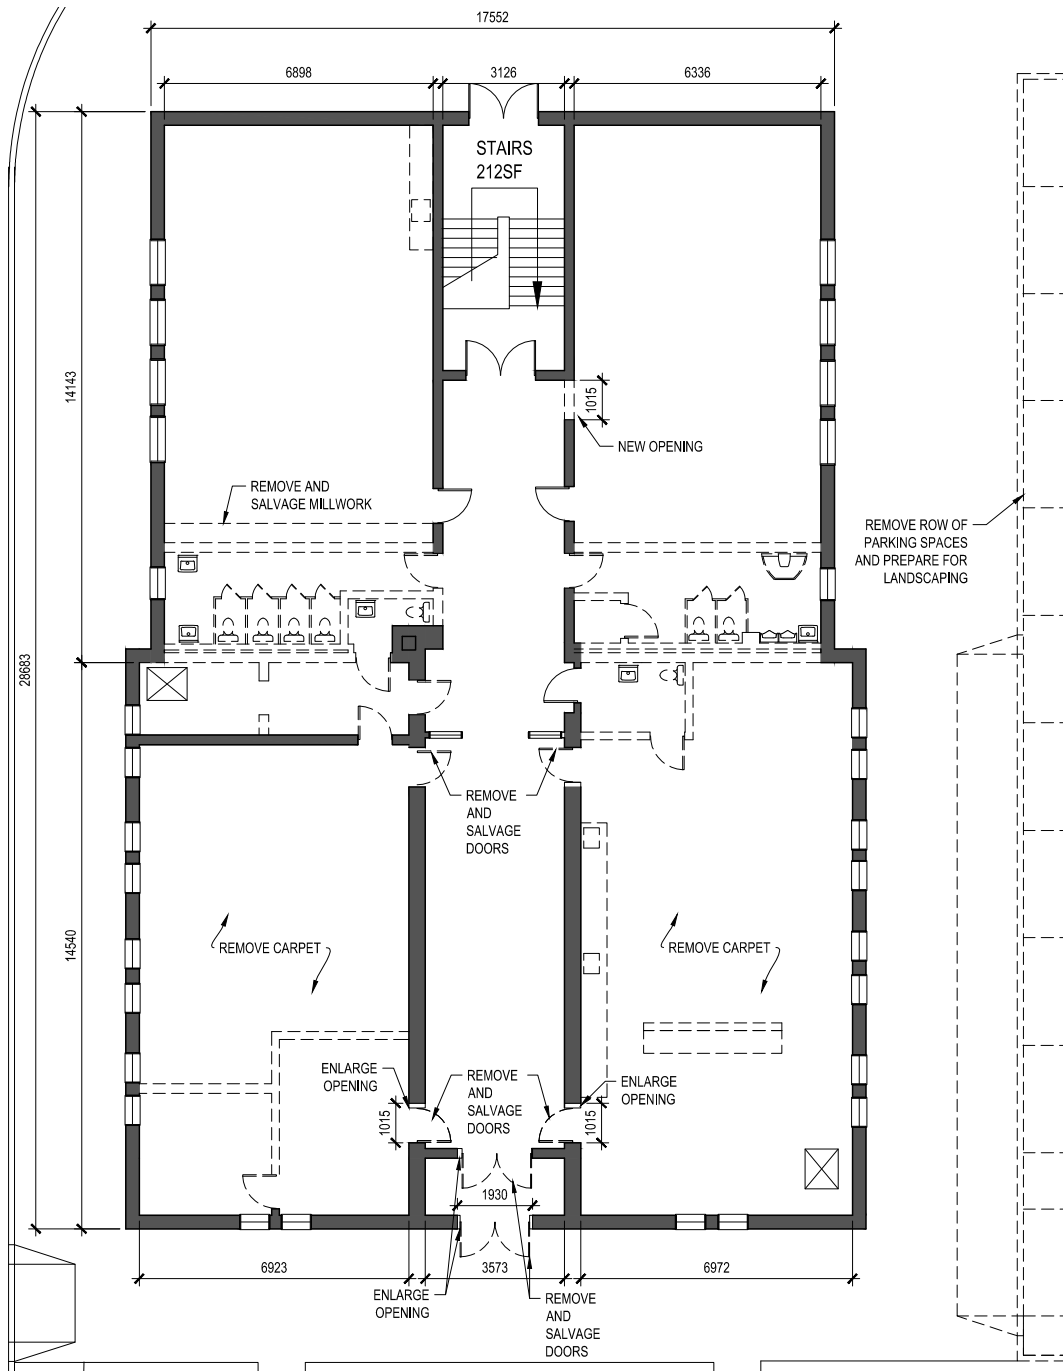 17552
6898
3126
6336
STAIRS
212SF
14143
1015
NEW OPENING
REMOVE AND
SALVAGE MILLWORK
REMOVE ROW OF
PARKING SPACES
AND PREPARE FOR
LANDSCAPING
28683
REMOVE
AND
SALVAGE
DOORS
14540
REMOVE CARPET
REMOVE CARPET
ENLARGE
OPENING
REMOVE
AND
SALVAGE
DOORS
ENLARGE
OPENING
1015
1015
1930
6923
3573
6972
ENLARGE
OPENING
REMOVE
AND
SALVAGE
DOORS